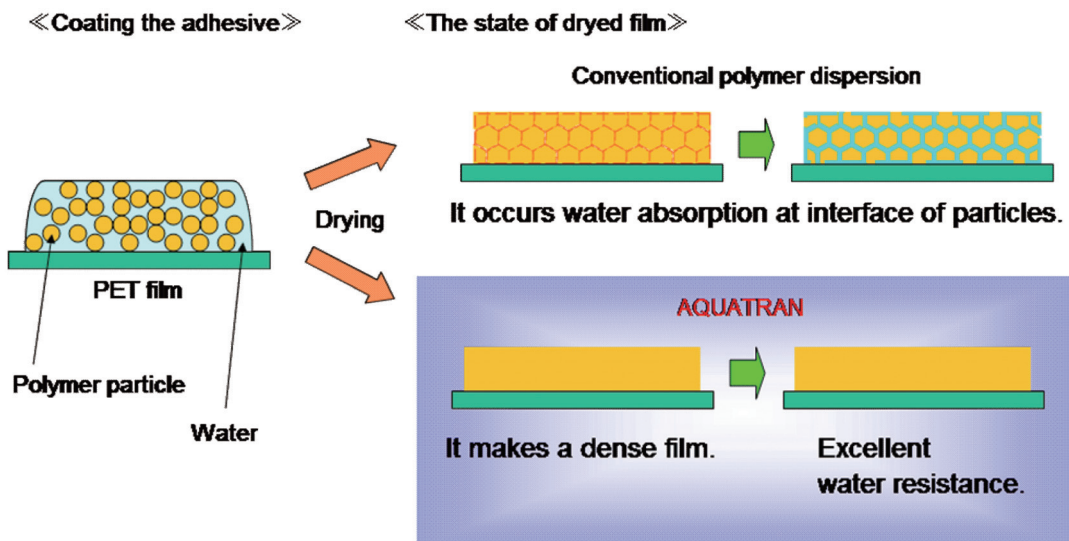 ≪Coating the adhesive≫
≪The state of dryed film≫
Conventional polymer dispersion
Drying
It occurs water absorption at interface of particles.
PET film
Polymer particle
Water
AQUATRAN
It makes a dense film.
Excellent
water resistance.